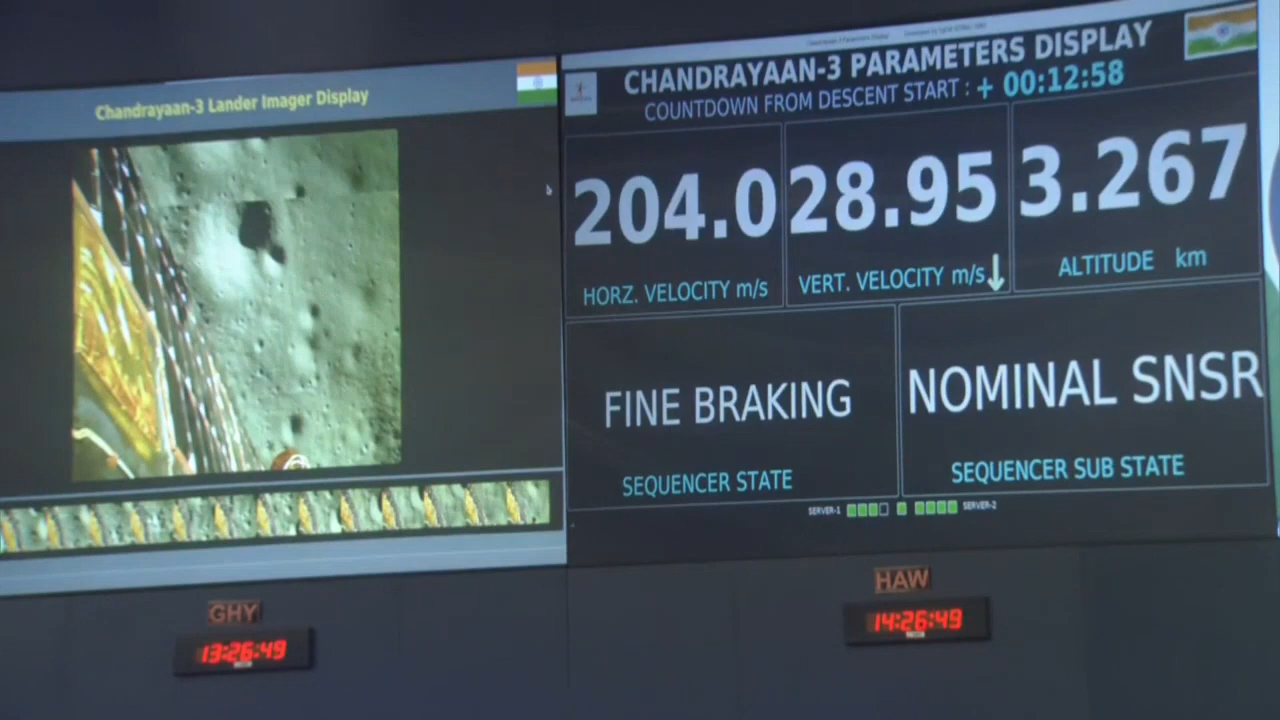 Chandrayaan-3 Lander Imager Display
CHANDRAYAAN-3 PARAMETERS DISPLAY
COUNTDOWN FROM DESCENT START : + 00:12:58
204.0
HORZ. VELOCITY m/s
28.95
VERT. VELOCITY m/s
3.267
ALTITUDE km
FINE BRAKING
SEQUENCER STATE
NOMINAL SNSR
SEQUENCER SUB STATE
SERVER-1
SERVER-2
GHY
13:26:49
HAW
14:26:49